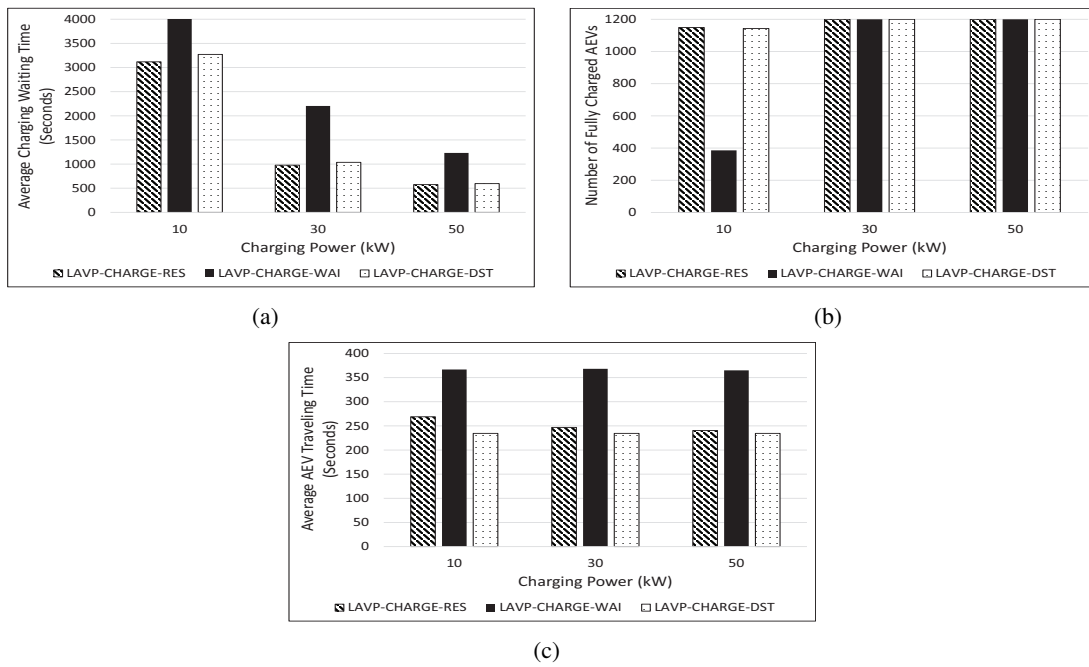 Average Charging Waiting Time
(Seconds)
4000
3500
3000
2500
2000
1500
1000
500
0
10 30 50
Charging Power (kW)
LAVP-CHARGE-RES LAVP-CHARGE-WAI LAVP-CHARGE-DST
(a)
Number of Fully Charged AEVs
1200
1000
800
600
400
200
0
10 30 50
Charging Power (kW)
LAVP-CHARGE-RES LAVP-CHARGE-WAI LAVP-CHARGE-DST
(b)
Average AEV Traveling Time
(Seconds)
400
350
300
250
200
150
100
50
0
10 30 50
Charging Power (kW)
LAVP-CHARGE-RES LAVP-CHARGE-WAI LAVP-CHARGE-DST
(c)